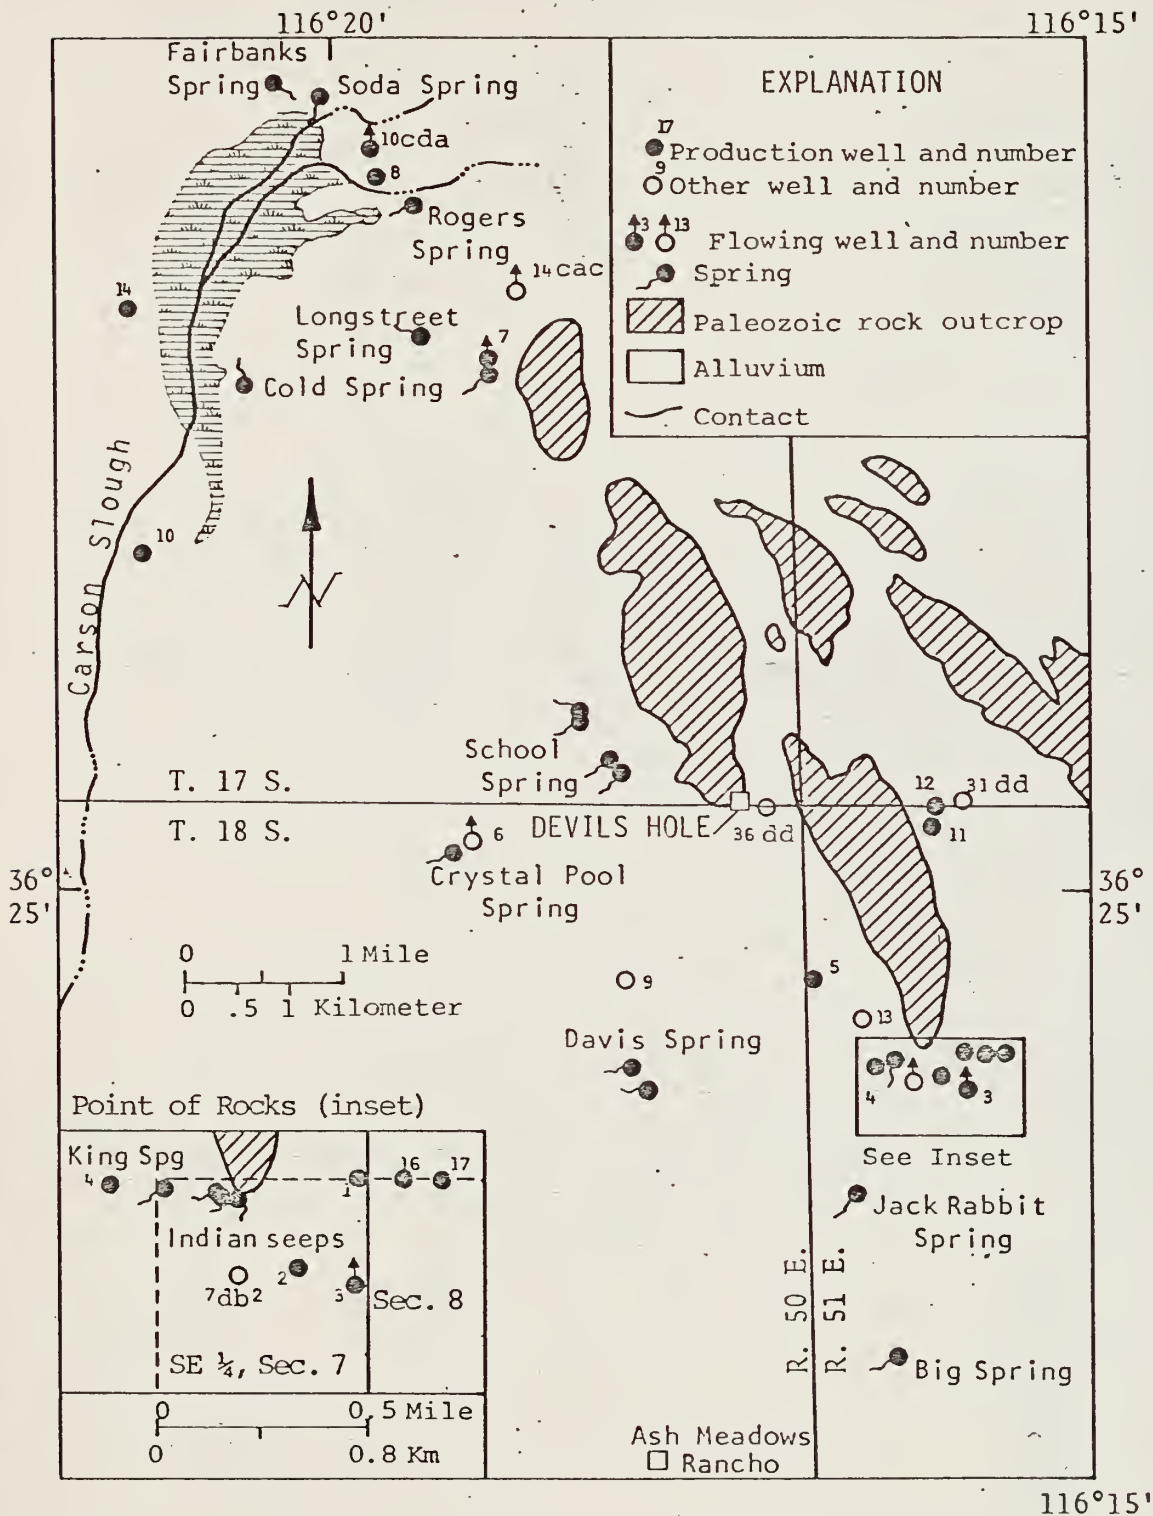 116°20'
116°15'
Fairbanks
Spring
Soda Spring
10cda
8
Rogers
Spring
14cac
14
Longstreet
Spring
7
Cold Spring
EXPLANATION
17
Production well and number
9
Other well and number
3 13
Flowing well and number
Spring
Paleozoic rock outcrop
Alluvium
Contact
Carson Slough
10
N
School
Spring
T. 17 S.
T. 18 S.
DEVILS HOLE
36 dd
12
31 dd
11
6
Crystal Pool
Spring
36°
25'
36°
25'
0 1 Mile
0 .5 1 Kilometer
9
5
13
Davis Spring
4
3
See Inset
Jack Rabbit
Spring
R. 50 E.
R. 51 E.
Big Spring
Ash Meadows
Rancho
Point of Rocks (inset)
King Spg
4
1
16
17
Indian seeps
7db2
2
3
Sec. 8
SE ¼, Sec. 7
0 0.5 Mile
0 0.8 Km
116°15'